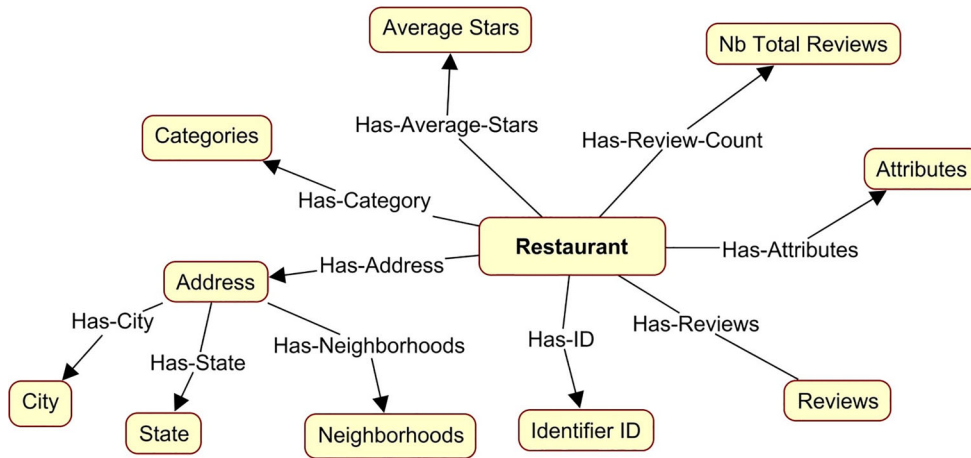 Average Stars
Nb Total Reviews
Has-Average-Stars
Categories
Has-Review-Count
Attributes
Has-Category
Restaurant
Has-Attributes
Has-Address
Address
Has-City
Has-Neighborhoods
Has-ID
Has-Reviews
Has-State
City
State
Neighborhoods
Identifier ID
Reviews